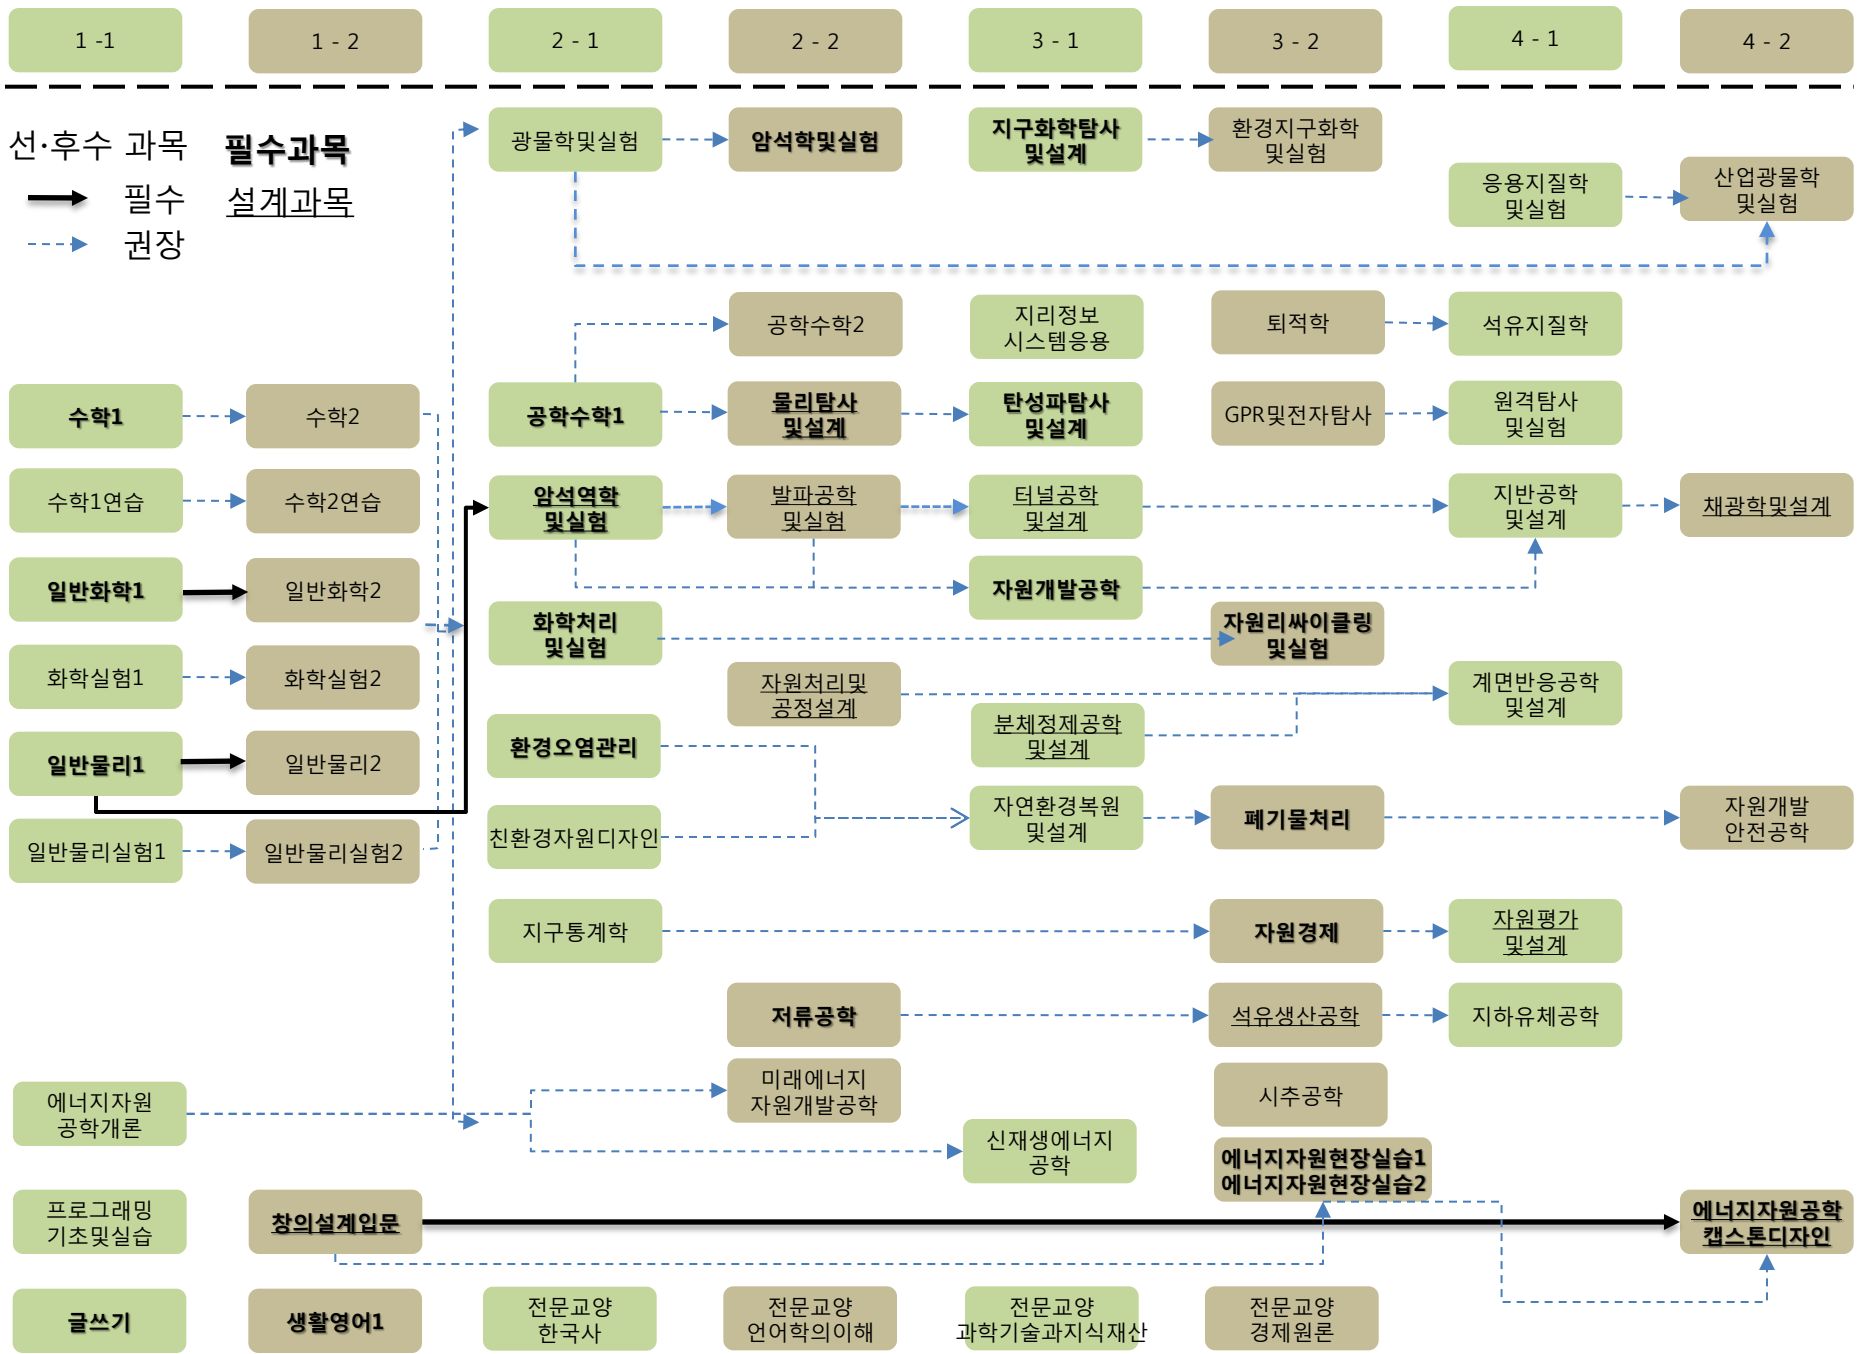 1 -1
1 - 2
2 - 1
2 - 2
3 - 1
3 - 2
4 - 1
4 - 2
선·후수 과목
필수과목
필수
설계과목
권장
광물학및실험
암석학및실험
지구화학탐사
및설계
환경지구화학
및실험
응용지질학
및실험
산업광물학
및실험
공학수학2
지리정보
시스템응용
퇴적학
석유지질학
수학1
수학2
공학수학1
물리탐사
및설계
탄성파탐사
및설계
GPR및전자탐사
원격탐사
및실험
수학1연습
수학2연습
암석역학
및실험
발파공학
및실험
터널공학
및설계
지반공학
및설계
채광학및설계
일반화학1
일반화학2
자원개발공학
화학처리
및실험
자원리싸이클링
및실험
화학실험1
화학실험2
자원처리및
공정설계
분체정제공학
및설계
계면반응공학
및설계
일반물리1
일반물리2
환경오염관리
일반물리실험1
일반물리실험2
친환경자원디자인
자연환경복원
및설계
폐기물처리
자원개발
안전공학
지구통계학
자원경제
자원평가
및설계
저류공학
석유생산공학
지하유체공학
에너지자원
공학개론
미래에너지
자원개발공학
신재생에너지
공학
시추공학
에너지자원현장실습1
에너지자원현장실습2
프로그래밍
기초및실습
창의설계입문
에너지자원공학
캡스톤디자인
글쓰기
생활영어1
전문교양
한국사
전문교양
언어학의이해
전문교양
과학기술과지식재산
전문교양
경제원론